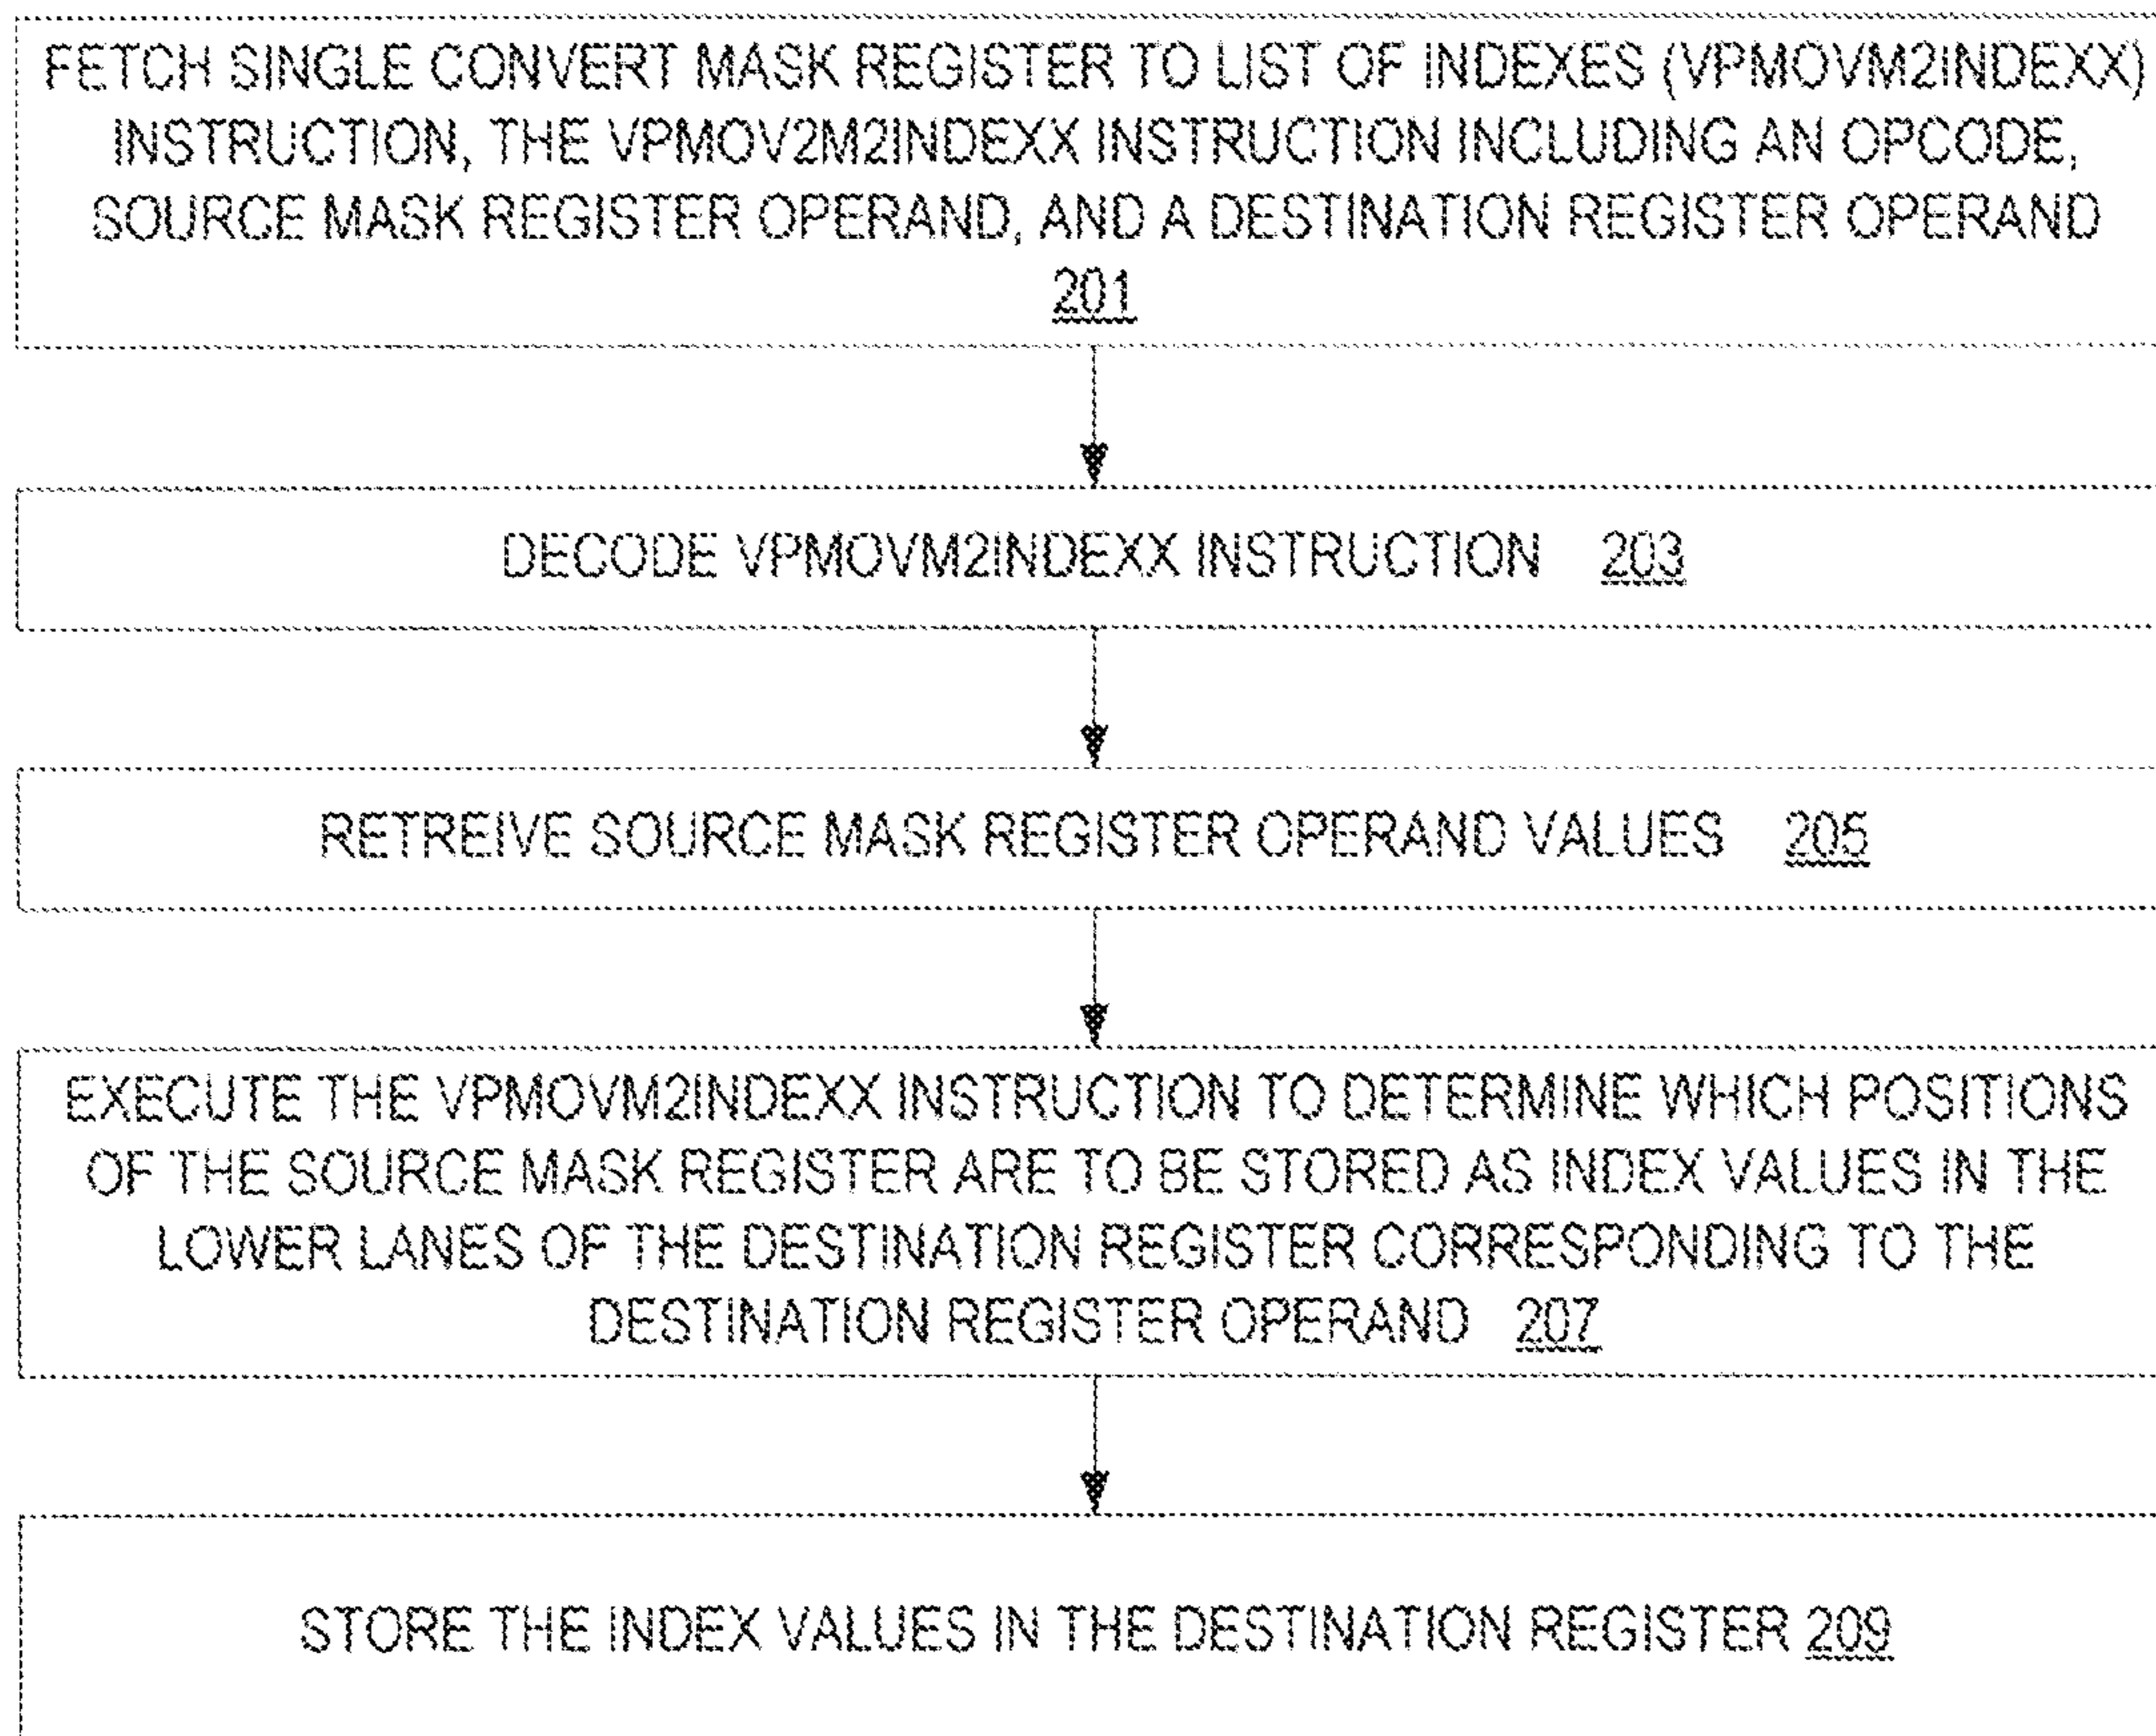 FETCH SINGLE CONVERT MASK REGISTER TO LIST OF INDEXES (VPMOVM2INDEXX)
INSTRUCTION, THE VPMOV2M2INDEXX INSTRUCTION INCLUDING AN OPCODE,
SOURCE MASK REGISTER OPERAND, AND A DESTINATION REGISTER OPERAND
201
DECODE VPMOVM2INDEXX INSTRUCTION 203
RETREIVE SOURCE MASK REGISTER OPERAND VALUES 205
EXECUTE THE VPMOVM2INDEXX INSTRUCTION TO DETERMINE WHICH POSITIONS
OF THE SOURCE MASK REGISTER ARE TO BE STORED AS INDEX VALUES IN THE
LOWER LANES OF THE DESTINATION REGISTER CORRESPONDING TO THE
DESTINATION REGISTER OPERAND 207
STORE THE INDEX VALUES IN THE DESTINATION REGISTER 209